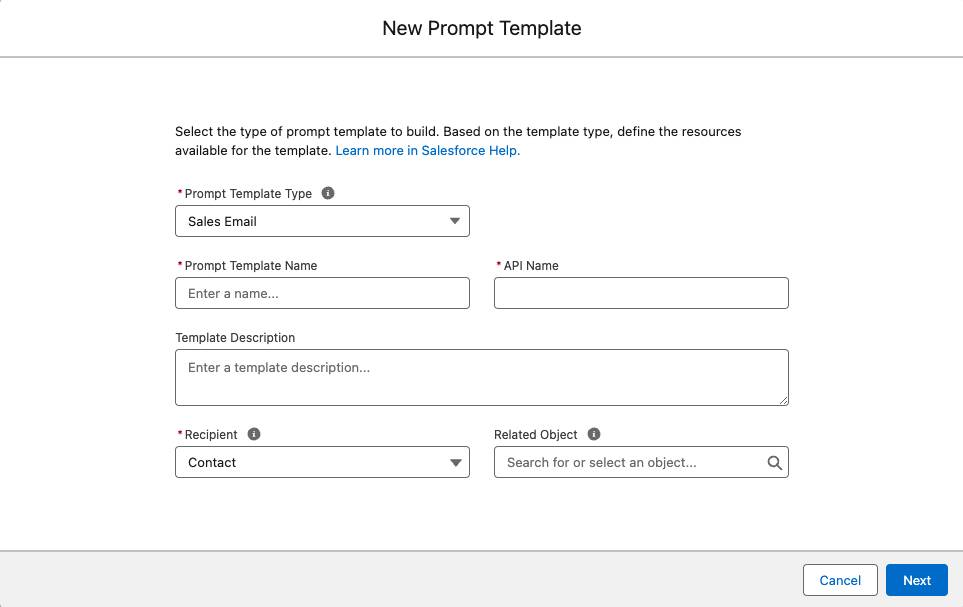 New Prompt Template
Select the type of prompt template to build. Based on the template type, define the resources
available for the template. Learn more in Salesforce Help.
* Prompt Template Type
Sales Email
* Prompt Template Name
* API Name
Enter a name...
Template Description
Enter a template description...
* Recipient
Related Object
Contact
Search for or select an object...
Cancel
Next